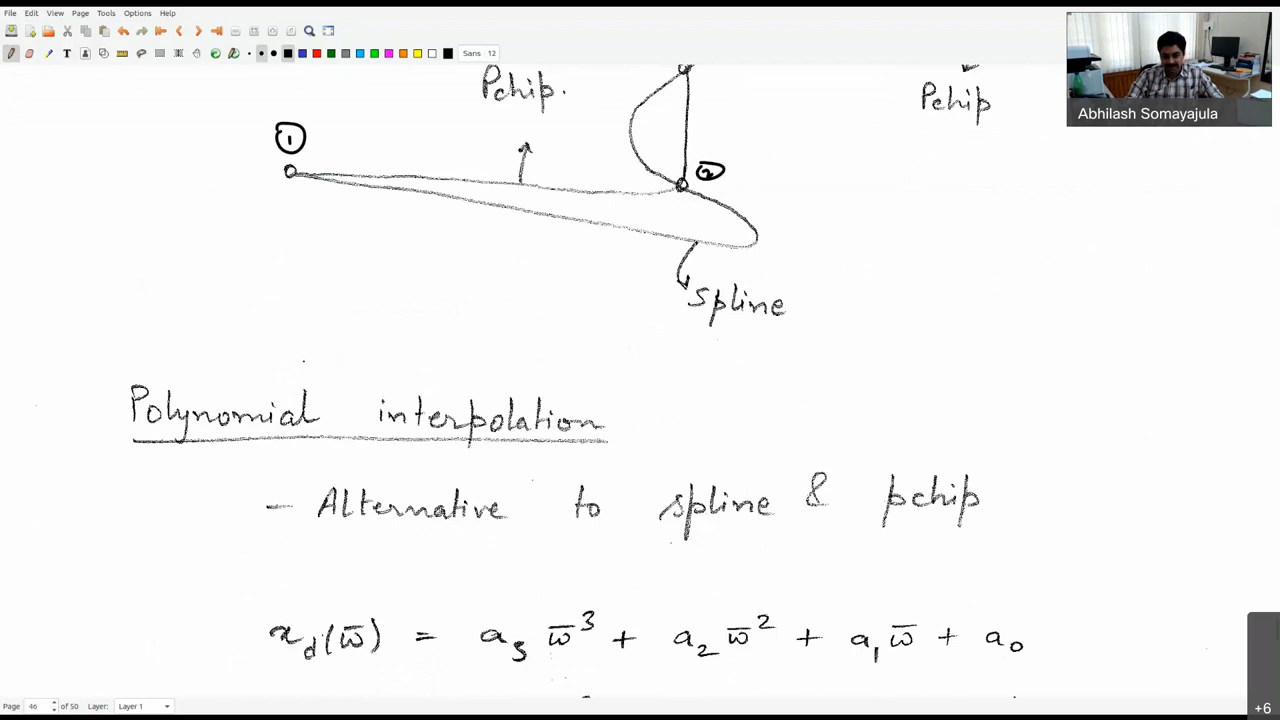 File Edit View Page Tools Options Help
T Sans 12
Pchip.
Pchip
Abhilash Somayajula
①
②
spline
Polynomial interpolation
- Alternative to spline & pchip
x_d(ω̅) = a₃ ω̅³ + a₂ ω̅² + a₁ ω̅ + a₀
Page 46 of 50 Layer: Layer 1
+6